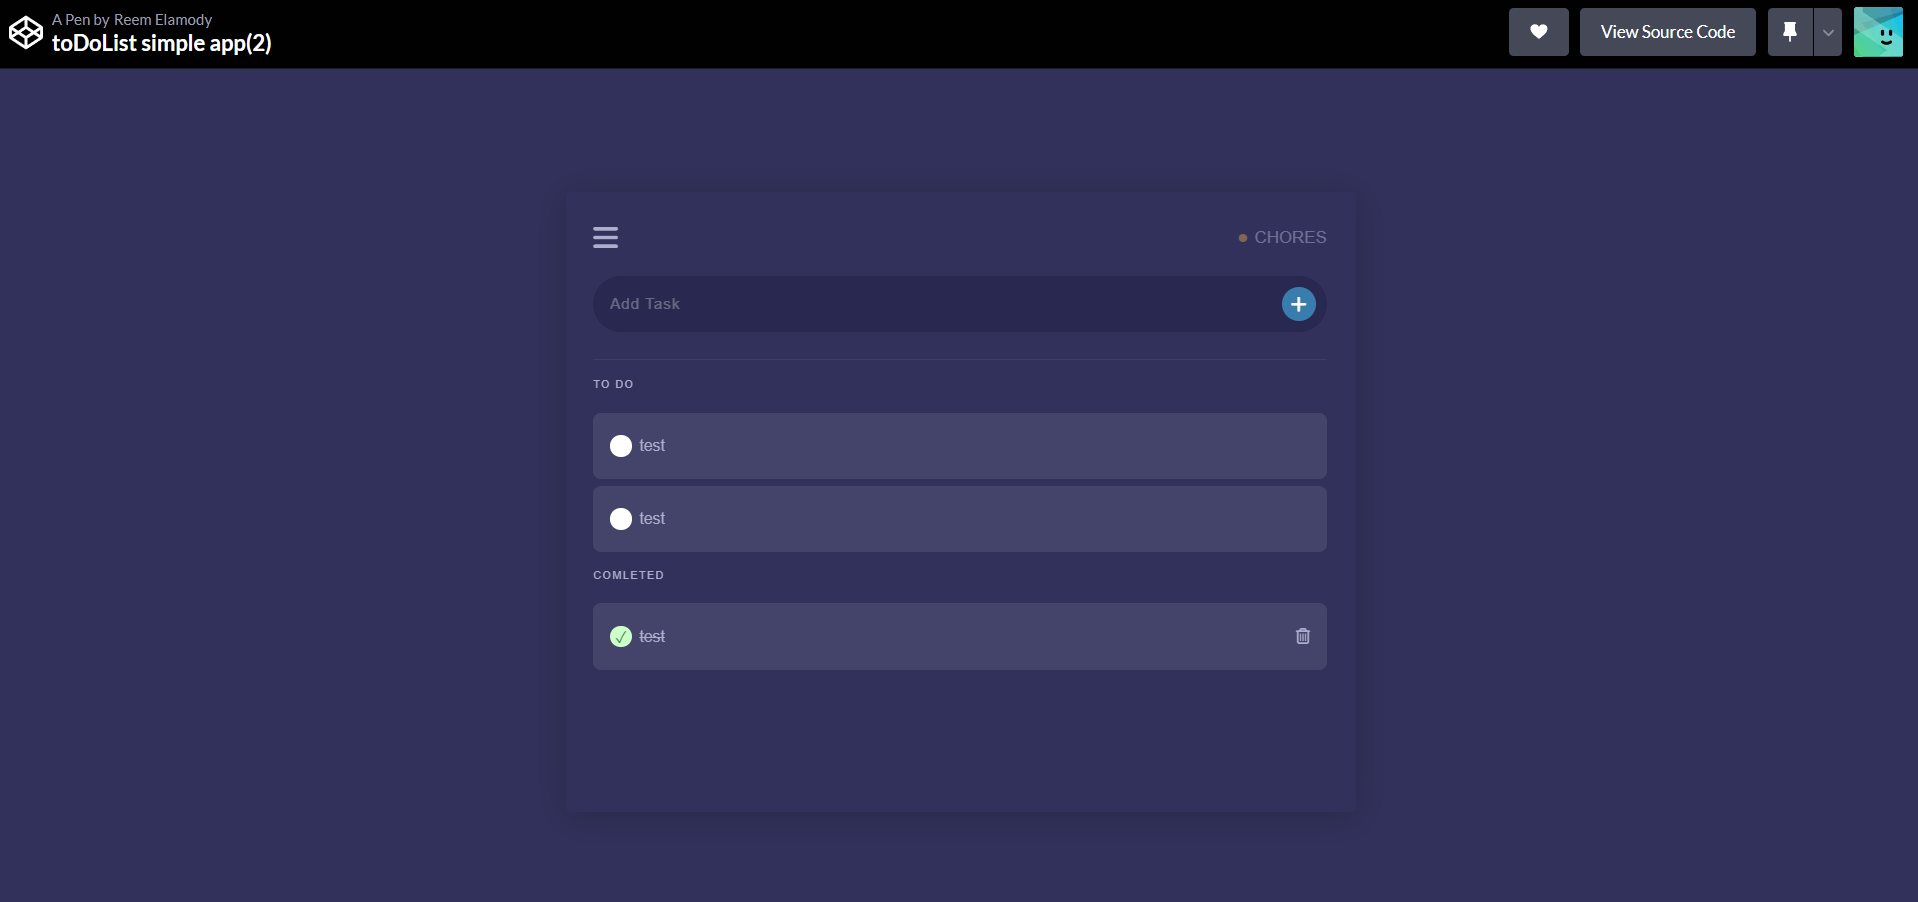 A Pen by Reem Elamody
toDoList simple app(2)
View Source Code
CHORES
Add Task
TO DO
test
test
COMLETED
test